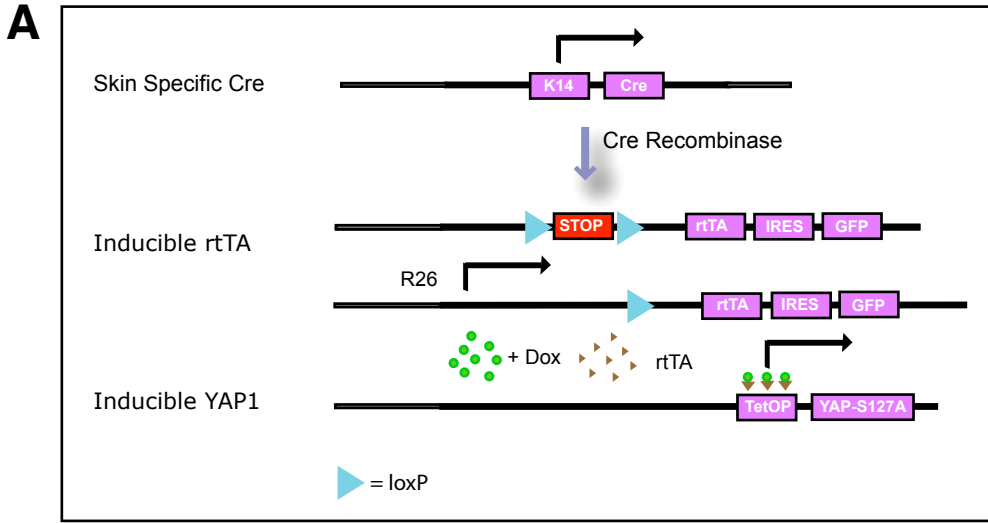 A
Skin Specific Cre
K14 Cre
Cre Recombinase
STOP rtTA IRES GFP
Inducible rtTA
R26
rtTA IRES GFP
+ Dox rtTA
Inducible YAP1
TetOP YAP-S127A
= loxP